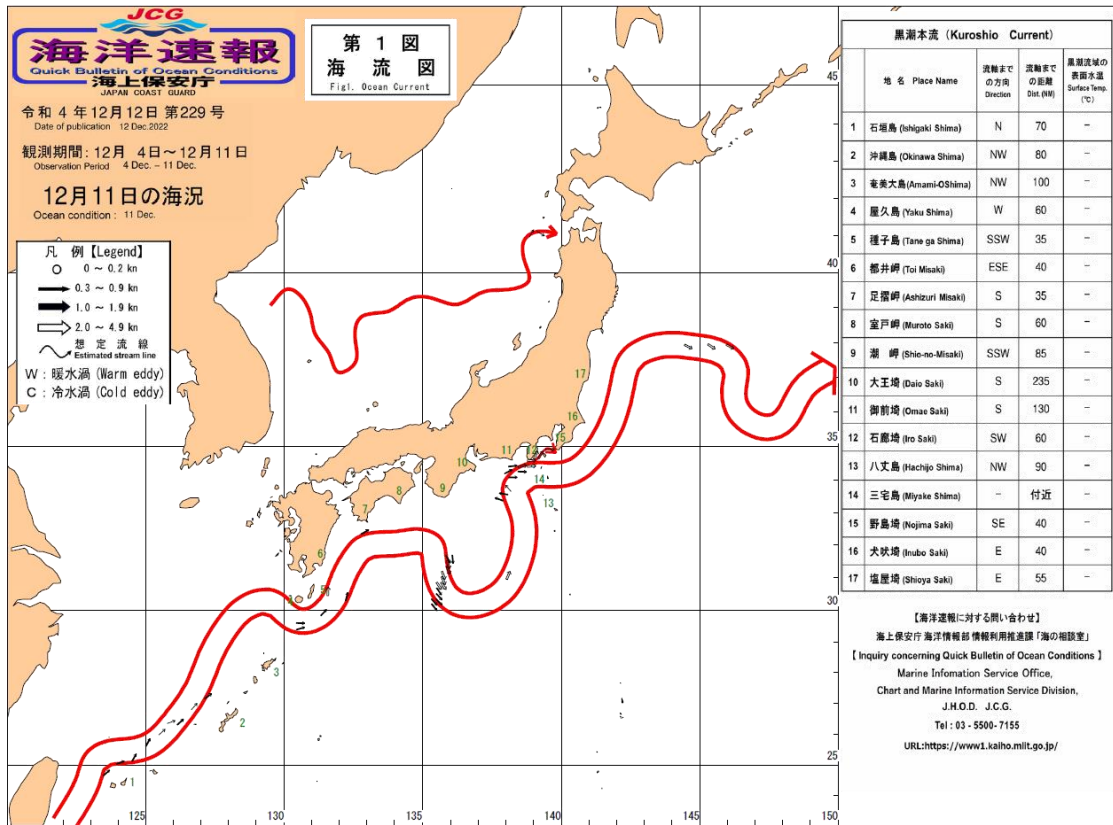 JCG
海洋速報
Quick Bulletin of Ocean Conditions
海上保安庁
JAPAN COAST GUARD
令和 4 年12月12日 第229号
Date of publication 12 Dec.2022
観測期間:12月 4日～12月11日
Observation Period 4 Dec. – 11 Dec.
12月11日の海況
Ocean condition : 11 Dec.
第 1 図
海 流 図
Fig1. Ocean Current
凡 例【Legend】
0 ～ 0.2 kn
0.3 ～ 0.9 kn
1.0 ～ 1.9 kn
2.0 ～ 4.9 kn
想 定 流 線
Estimated stream line
W : 暖水渦 (Warm eddy)
C : 冷水渦 (Cold eddy)
45
40
35
30
25
125
130
135
140
145
150
1
2
3
5
6
7
8
9
10
11
13
14
15
16
17
黒潮本流 (Kuroshio Current)
地 名 Place Name
流軸までの方向 Direction
流軸までの距離 Dist. (NM)
黒潮流域の表面水温 Surface Temp. (℃)
1 石垣島 (Ishigaki Shima) N 70 -
2 沖縄島 (Okinawa Shima) NW 80 -
3 奄美大島(Amami-OShima) NW 100 -
4 屋久島 (Yaku Shima) W 60 -
5 種子島 (Tane ga Shima) SSW 35 -
6 都井岬 (Toi Misaki) ESE 40 -
7 足摺岬 (Ashizuri Misaki) S 35 -
8 室戸岬 (Muroto Saki) S 60 -
9 潮 岬 (Shio-no-Misaki) SSW 85 -
10 大王埼 (Daio Saki) S 235 -
11 御前埼 (Omae Saki) S 130 -
12 石廊埼 (Iro Saki) SW 60 -
13 八丈島 (Hachijo Shima) NW 90 -
14 三宅島 (Miyake Shima) - 付近 -
15 野島埼 (Nojima Saki) SE 40 -
16 犬吠埼 (Inubo Saki) E 40 -
17 塩屋埼 (Shioya Saki) E 55 -
【海洋速報に対する問い合わせ】
海上保安庁 海洋情報部 情報利用推進課「海の相談室」
【 Inquiry concerning Quick Bulletin of Ocean Conditions 】
Marine Infomation Service Office,
Chart and Marine Information Service Division,
J.H.O.D. J.C.G.
Tel : 03 - 5500- 7155
URL:https://www1.kaiho.mlit.go.jp/